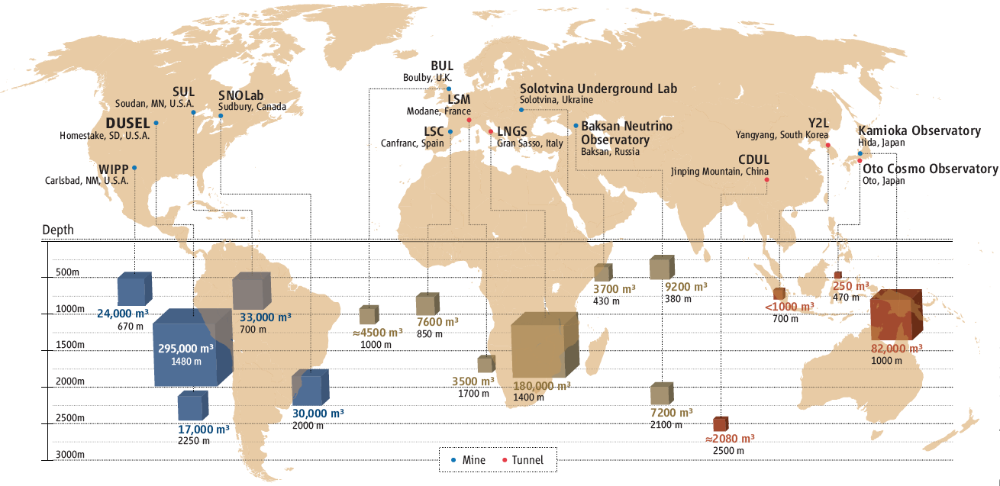 BUL
Boulby, U.K.
SUL
Soudan, MN, U.S.A.
SNOLab
Sudbury, Canada
LSM
Modane, France
Solotvina Underground Lab
Solotvina, Ukraine
DUSEL
Homestake, SD, U.S.A.
LSC
Canfranc, Spain
LNGS
Gran Sasso, Italy
Baksan Neutrino
Observatory
Baksan, Russia
Y2L
Yangyang, South Korea
Kamioka Observatory
Hida, Japan
WIPP
Carlsbad, NM, U.S.A.
CDUL
Jinping Mountain, China
Oto Cosmo Observatory
Oto, Japan
Depth
500m
1000m
1500m
2000m
2500m
3000m
24,000 m³
670 m
295,000 m³
1480 m
17,000 m³
2250 m
33,000 m³
700 m
30,000 m³
2000 m
≈4500 m³
1000 m
7600 m³
850 m
3500 m³
1700 m
180,000 m³
1400 m
3700 m³
430 m
9200 m³
380 m
7200 m³
2100 m
≈2080 m³
2500 m
<1000 m³
700 m
250 m³
470 m
82,000 m³
1000 m
Mine
Tunnel